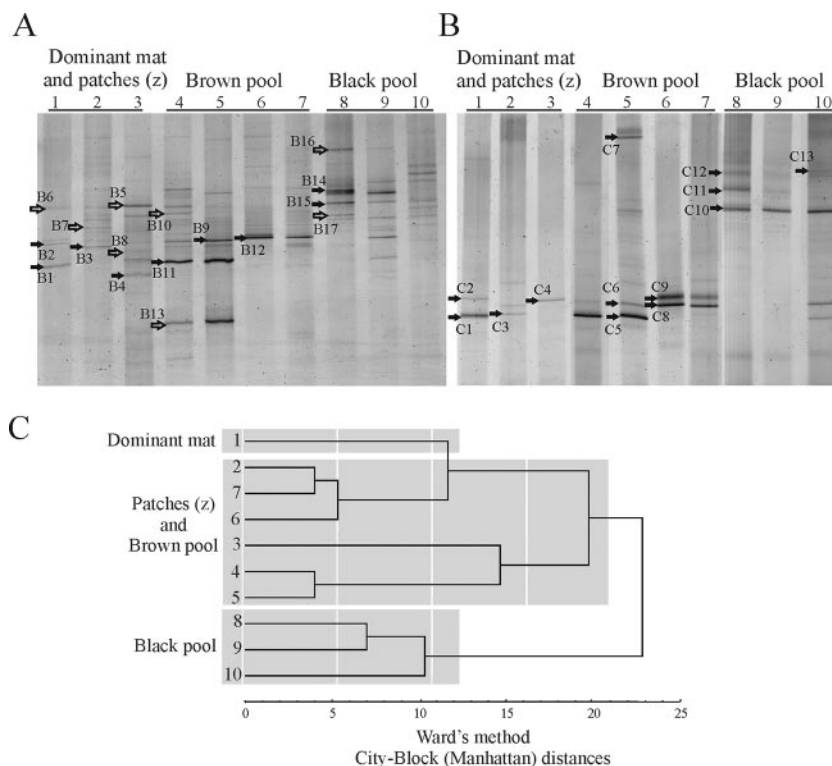 A
B
Dominant mat
and patches (z)
Brown pool
Black pool
1 2 3 4 5 6 7 8 9 10
Dominant mat
and patches (z)
Brown pool
Black pool
1 2 3 4 5 6 7 8 9 10
B16
B14
B15
B17
B6
B5
B7
B10
B8
B9
B12
B2
B3
B1
B4
B11
B13
C7
C12
C13
C11
C10
C2
C4
C6
C9
C1
C3
C5
C8
C
Dominant mat
1
2
7
6
3
4
5
Patches (z)
and
Brown pool
8
9
10
Black pool
0 5 10 15 20 25
Ward's method
City-Block (Manhattan) distances